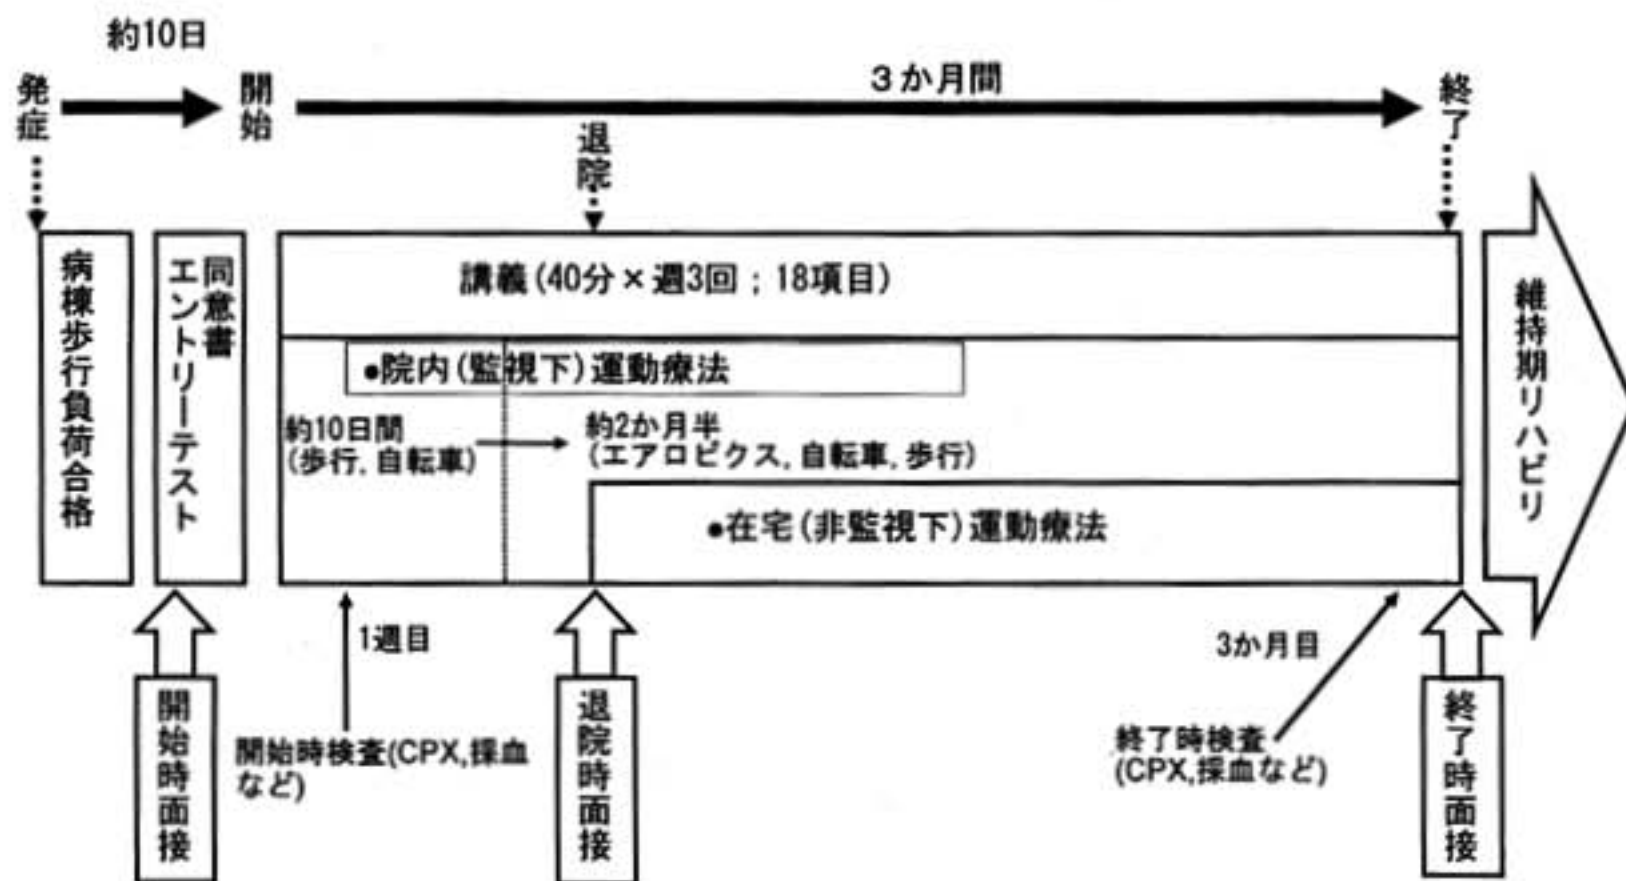 約10日
発症
開始
3か月間
終了
退院
病棟歩行負荷合格
同意書
エントリーテスト
講義(40分×週3回；18項目)
●院内(監視下)運動療法
約10日間
(歩行,自転車)
約2か月半
(エアロビクス,自転車,歩行)
●在宅(非監視下)運動療法
維持期リハビリ
1週目
3か月目
開始時面接
開始時検査(CPX,採血
など)
退院時面接
終了時検査
(CPX,採血など)
終了時面接